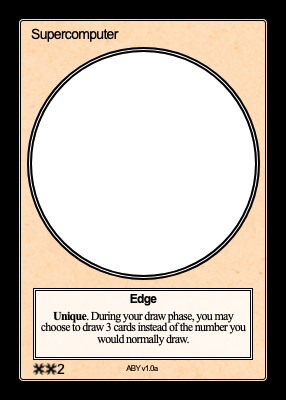 Supercomputer
Edge
Unique. During your draw phase, you may
choose to draw 3 cards instead of the number you
would normally draw.
2
ABY v1.0a